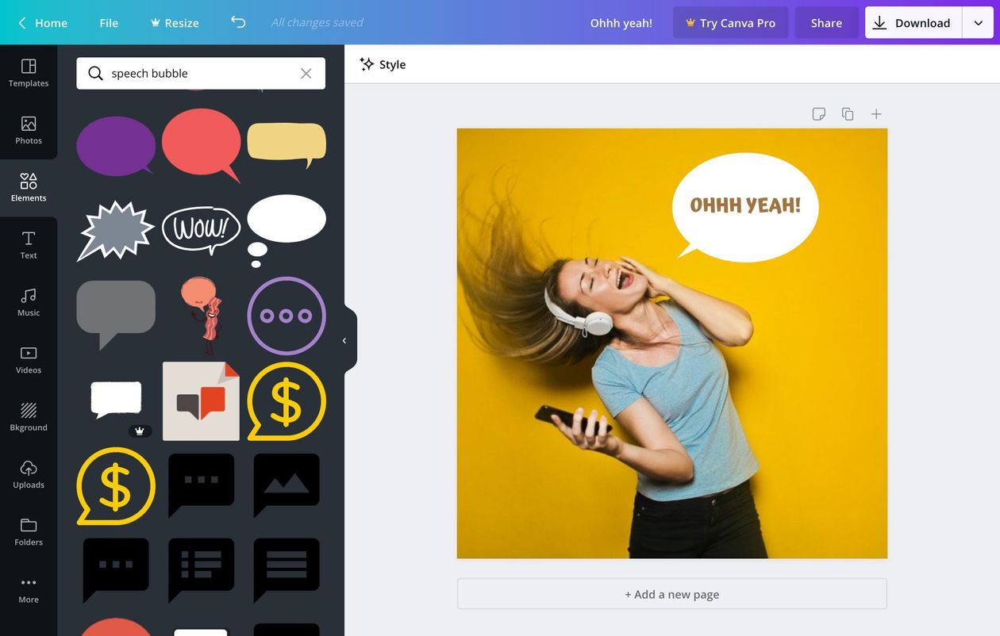 Home
File
Resize
All changes saved
Ohhh yeah!
Try Canva Pro
Share
Download
Templates
Photos
Elements
Text
Music
Videos
Bkground
Uploads
Folders
More
speech bubble
WOW!
$
$
Style
OHHH YEAH!
+ Add a new page